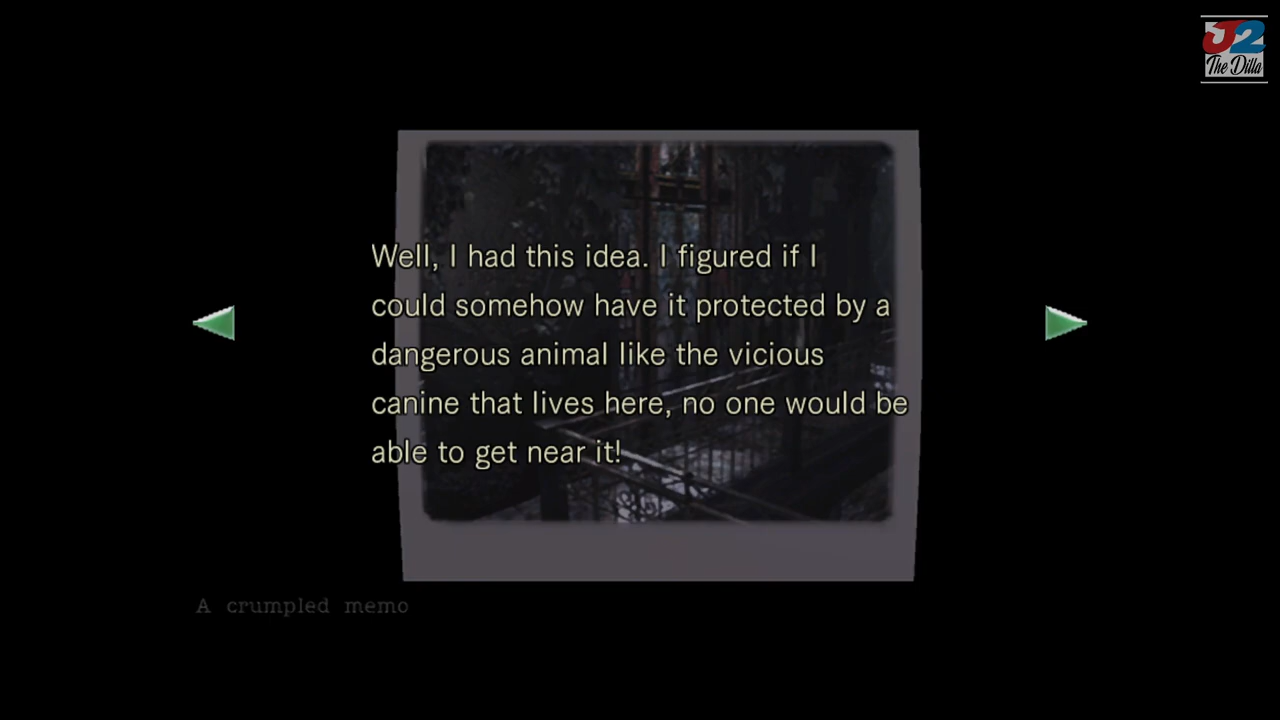 J2
The Dilla
Well, I had this idea. I figured if I
could somehow have it protected by a
dangerous animal like the vicious
canine that lives here, no one would be
able to get near it!
A crumpled memo